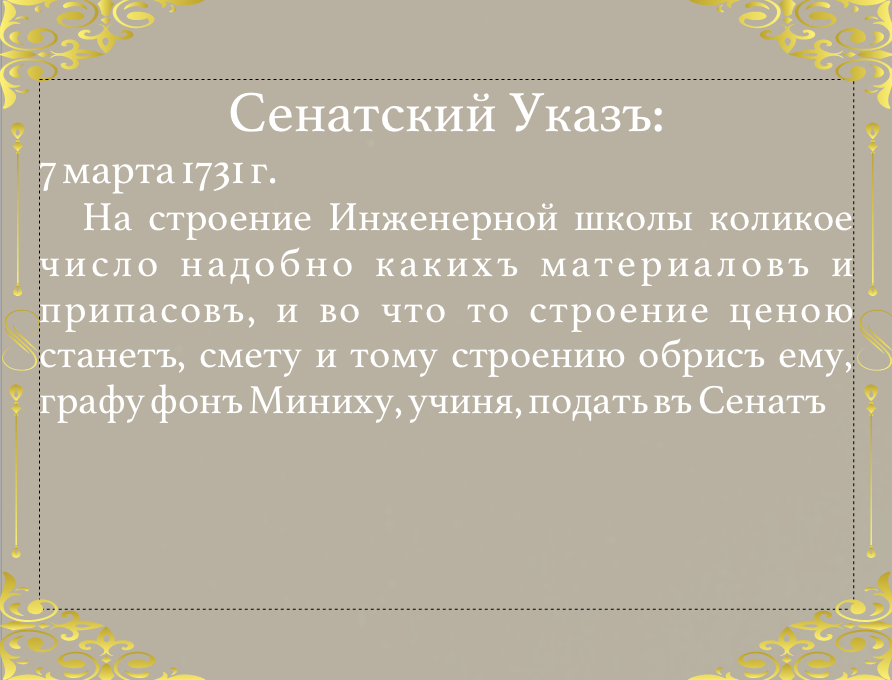 Сенатский Указъ:
7 марта 1731 г.
На строение Инженерной школы коликое
число надобно какихъ материаловъ и
припасовъ, и во что то строение ценою
станетъ, смету и тому строению обрисъ ему,
графу фонъ Миниху, учиня, подать въ Сенатъ